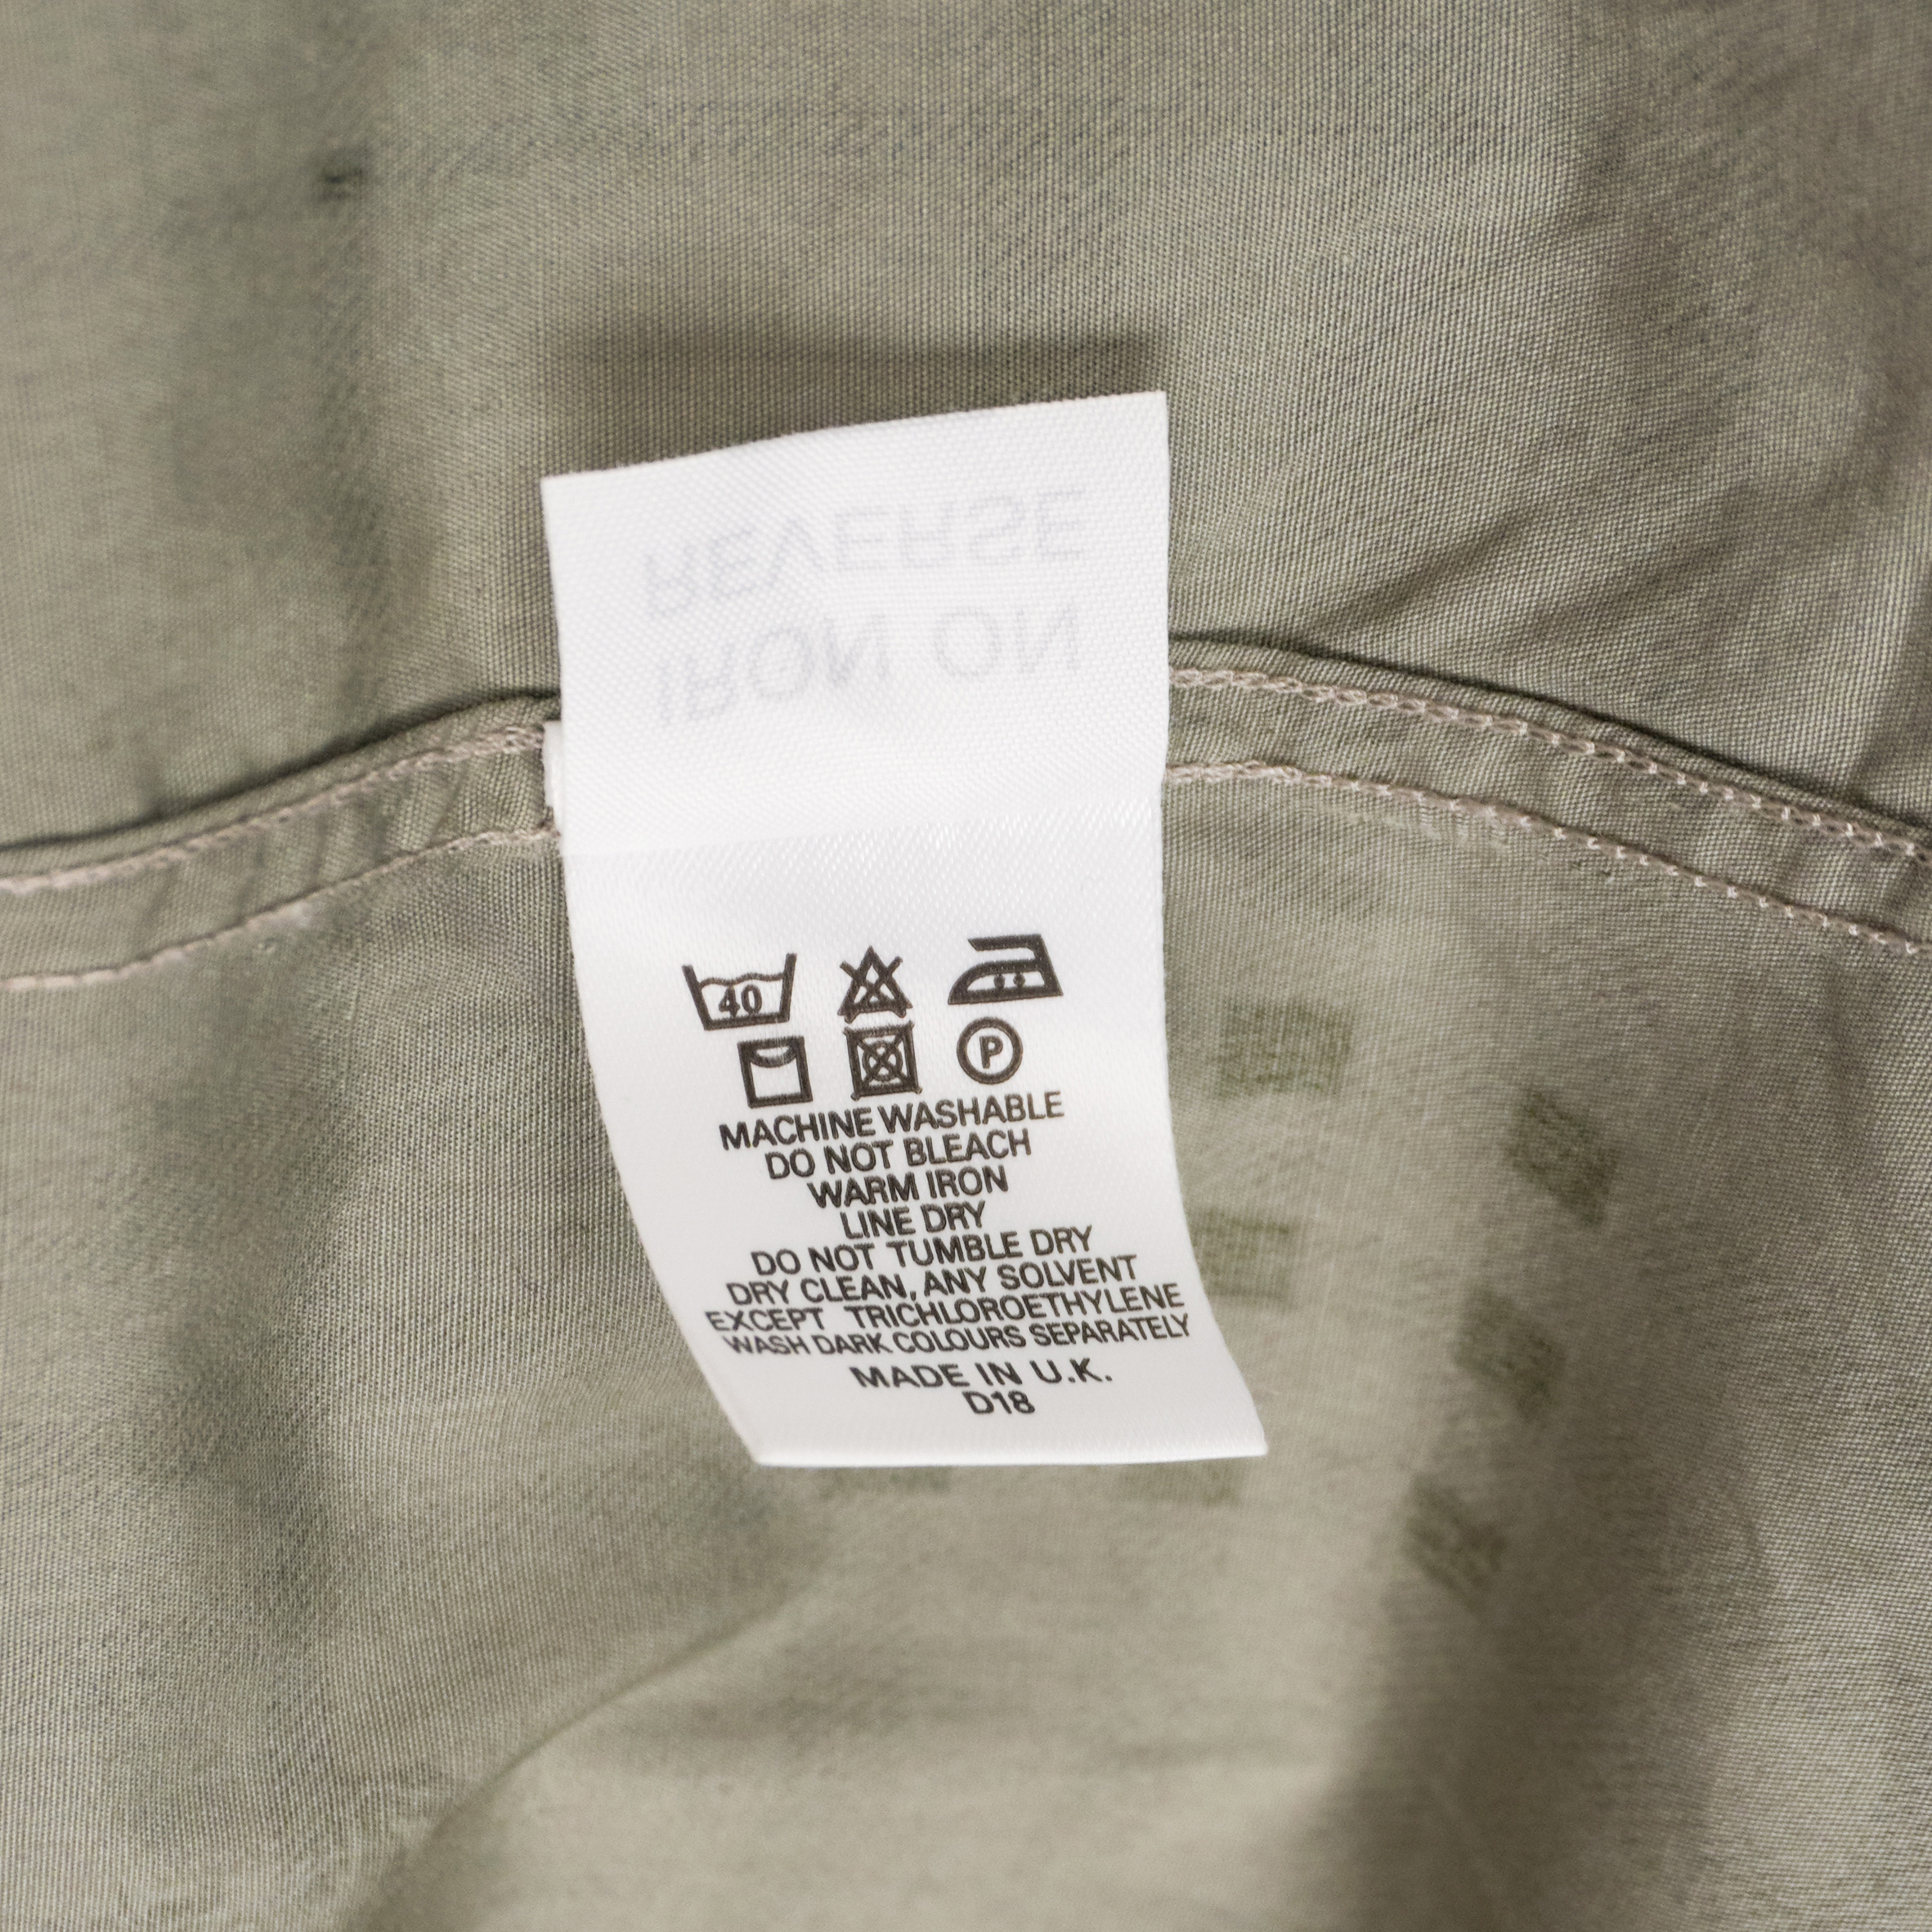 REVERSE
IRON ON
40
P
MACHINE WASHABLE
DO NOT BLEACH
WARM IRON
LINE DRY
DO NOT TUMBLE DRY
DRY CLEAN, ANY SOLVENT
EXCEPT TRICHLOROETHYLENE
WASH DARK COLOURS SEPARATELY
MADE IN U.K.
D18